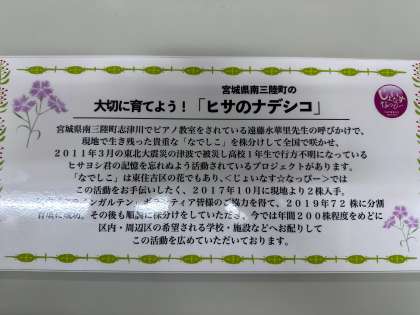 宮城県南三陸町の
大切に育てよう！「ヒサのナデシコ」
宮城県南三陸町志津川でピアノ教室をされている遠藤水華里先生の呼びかけで、
現地で生き残った貴重な「なでしこ」を株分けして全国で咲かせ、
2011年3月の東北大震災の津波で被災し高校1年生で行方不明になっている
ヒサヨシ君の記憶を忘れぬよう活動されているプロジェクトがあります。
「なでしこ」は東住吉区の花でもあり、＜じょいなす☆なっぴーンでは
この活動をお手伝いしたく、2017年10月に現地より2株入手。
ンガルテン」 ティア皆様の 協力を得て、2019年72株に分割
育成に成功。その後も順調に株分けをしていただき、今では年間200株程度をめどに
区内・周辺区の希望される学校・施設などへお配りして
この活動を広めていただいております。